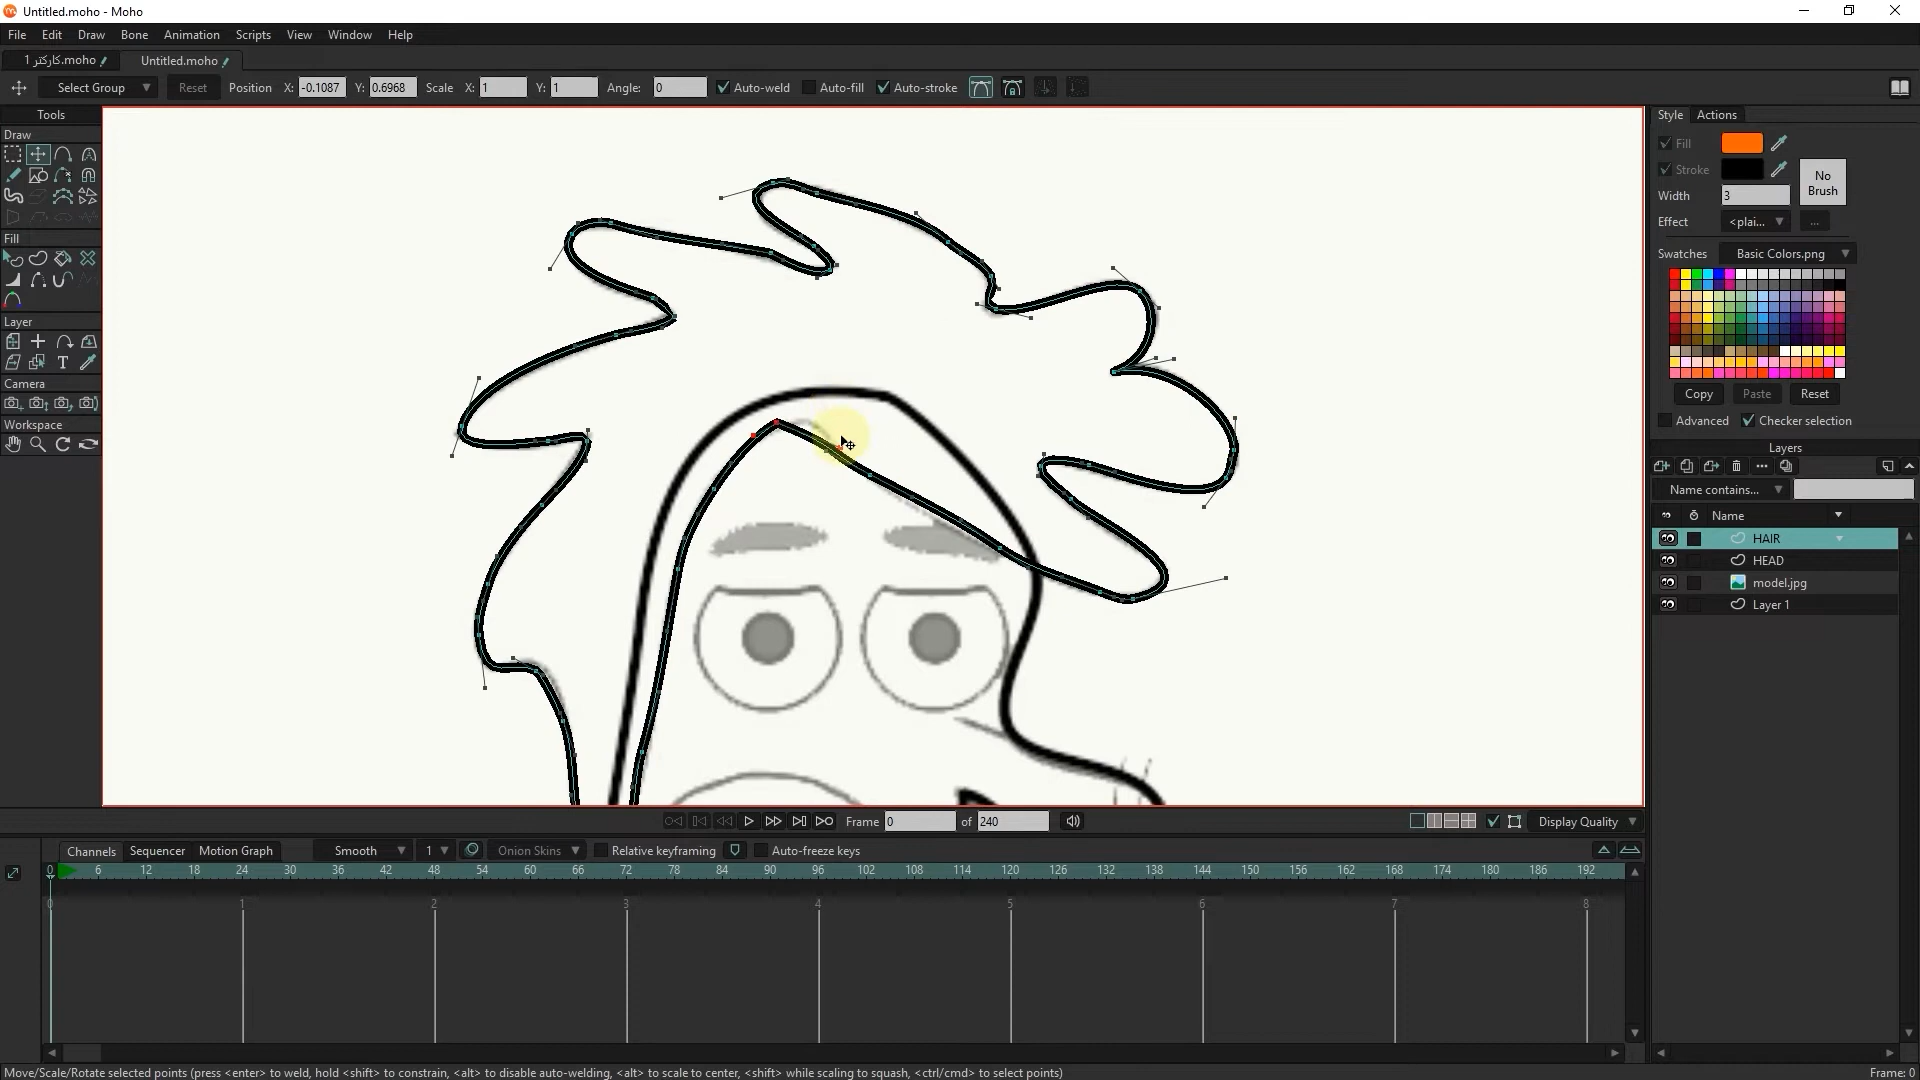 Untitled.moho - Moho
File Edit Draw Bone Animation Scripts View Window Help
کارکتر 1.moho Untitled.moho
Select Group Reset Position X: -0.1087 Y: 0.6968 Scale X: 1 Y: 1 Angle: 0 Auto-weld Auto-fill Auto-stroke
Tools
Draw
Fill
Layer
Camera
Workspace
Style Actions
Fill
Stroke
No Brush
Width 3
Effect <plai... ...
Swatches Basic Colors.png
Copy Paste Reset
Advanced Checker selection
Layers
Name contains...
Name
HAIR
HEAD
model.jpg
Layer 1
Frame 0 of 240 Display Quality
Channels Sequencer Motion Graph Smooth 1 Onion Skins Relative keyframing Auto-freeze keys
0 6 12 18 24 30 36 42 48 54 60 66 72 78 84 90 96 102 108 114 120 126 132 138 144 150 156 162 168 174 180 186 192
0 1 2 3 4 5 6 7 8
Move/Scale/Rotate selected points (press <enter> to weld, hold <shift> to constrain, <alt> to disable auto-welding, <alt> to scale to center, <shift> while scaling to squash, <ctrl/cmd> to select points) Frame: 0